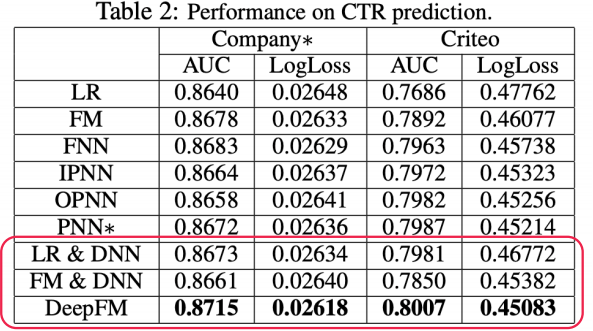 Table 2: Performance on CTR prediction.
Company∗ Criteo
AUC LogLoss AUC LogLoss
LR 0.8640 0.02648 0.7686 0.47762
FM 0.8678 0.02633 0.7892 0.46077
FNN 0.8683 0.02629 0.7963 0.45738
IPNN 0.8664 0.02637 0.7972 0.45323
OPNN 0.8658 0.02641 0.7982 0.45256
PNN∗ 0.8672 0.02636 0.7987 0.45214
LR & DNN 0.8673 0.02634 0.7981 0.46772
FM & DNN 0.8661 0.02640 0.7850 0.45382
DeepFM 0.8715 0.02618 0.8007 0.45083